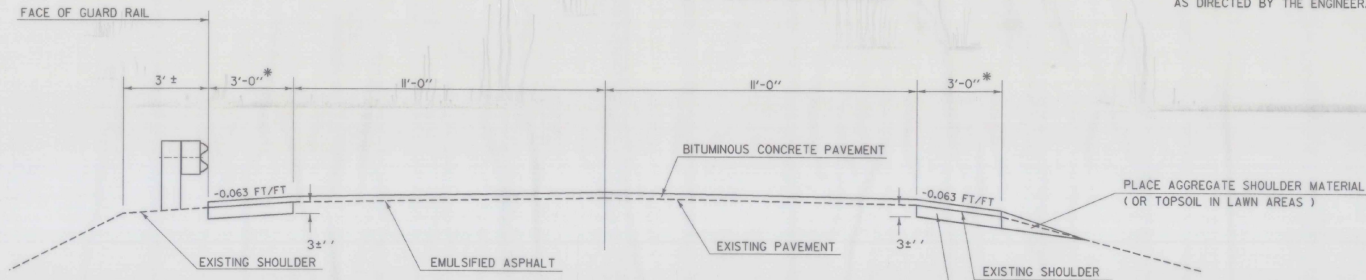 AS DIRECTED BY THE ENGINEER.
FACE OF GUARD RAIL
3' ±
3'-0"*
11'-0"
11'-0"
3'-0"*
BITUMINOUS CONCRETE PAVEMENT
-0.063 FT/FT
-0.063 FT/FT
PLACE AGGREGATE SHOULDER MATERIAL
( OR TOPSOIL IN LAWN AREAS )
3±"
3±"
EXISTING SHOULDER
EMULSIFIED ASPHALT
EXISTING PAVEMENT
EXISTING SHOULDER